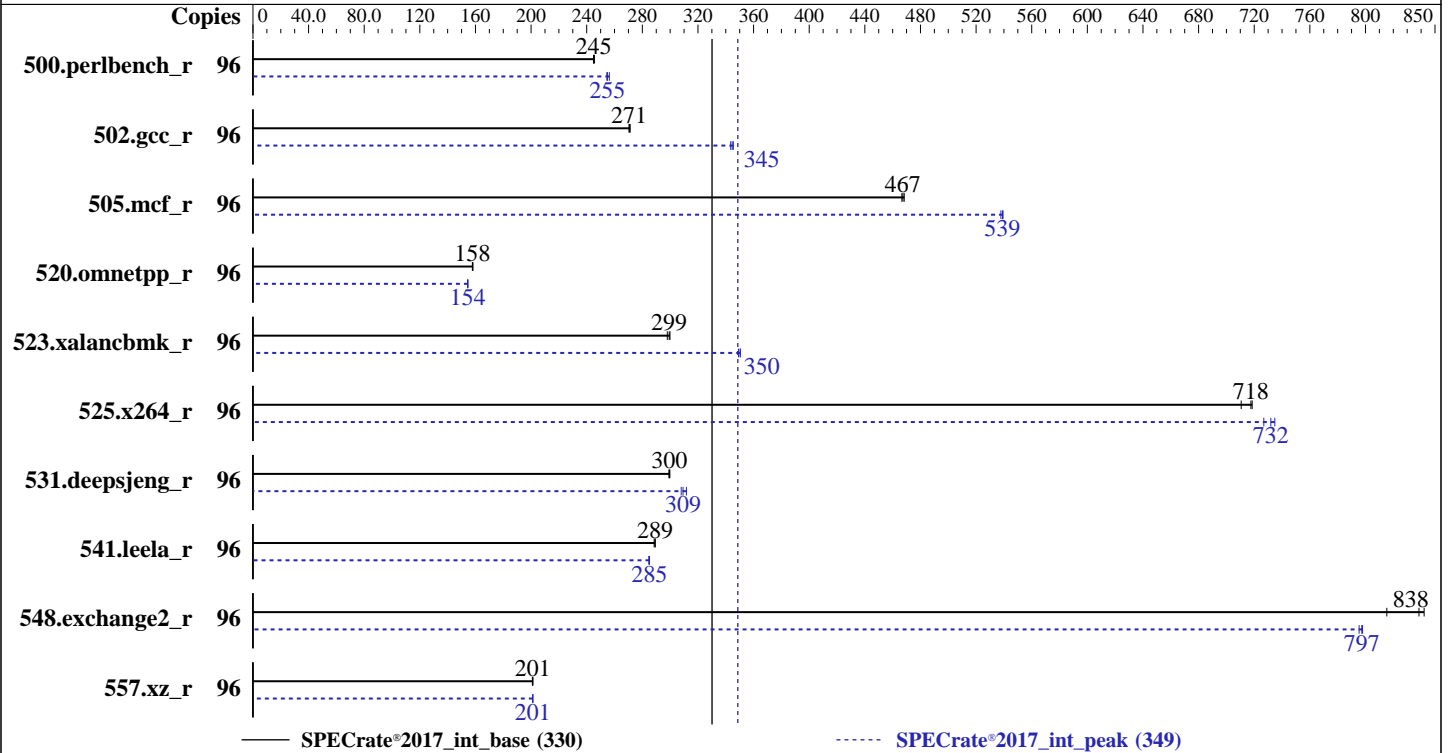 Copies 0 40.0 80.0 120 160 200 240 280 320 360 400 440 480 520 560 600 640 680 720 760 800 850
245
500.perlbench_r 96
255
271
502.gcc_r 96
345
467
505.mcf_r 96
539
158
520.omnetpp_r 96
154
299
523.xalancbmk_r 96
350
718
525.x264_r 96
732
300
531.deepsjeng_r 96
309
289
541.leela_r 96
285
838
548.exchange2_r 96
797
201
557.xz_r 96
201
SPECrate®2017_int_base (330) SPECrate®2017_int_peak (349)